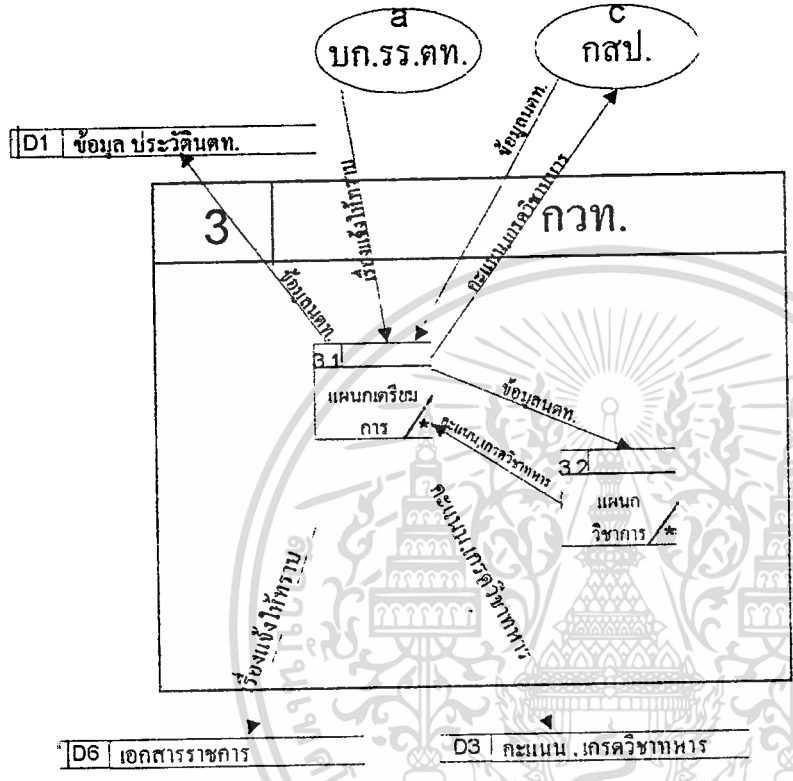 a
บก.รร.ตท.
c
กสป.
D1 ข้อมูล ประวัตินตท.
ข้อมูลนตท.
เรื่องแจ้งให้ทราบ
ข้อมูลนตท.
คะแนน,เกรดวิชาทหาร
3 กวท.
3.1
แผนกเตรียม
การ *
ข้อมูลนตท.
คะแนน,เกรดวิชาทหาร
3.2
แผนก
วิชาการ *
เรื่องแจ้งให้ทราบ
คะแนน,เกรดวิชาทหาร
D6 เอกสารราชการ
D3 คะแนน , เกรดวิชาทหาร